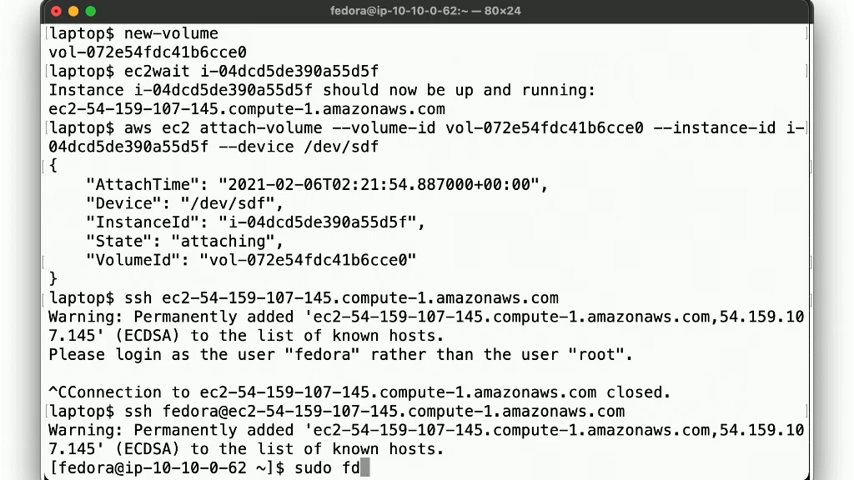 fedora@ip-10-10-0-62:~ — 80×24
laptop$ new-volume
vol-072e54fdc41b6cce0
laptop$ ec2wait i-04dcd5de390a55d5f
Instance i-04dcd5de390a55d5f should now be up and running:
ec2-54-159-107-145.compute-1.amazonaws.com
laptop$ aws ec2 attach-volume --volume-id vol-072e54fdc41b6cce0 --instance-id i-
04dcd5de390a55d5f --device /dev/sdf
{
    "AttachTime": "2021-02-06T02:21:54.887000+00:00",
    "Device": "/dev/sdf",
    "InstanceId": "i-04dcd5de390a55d5f",
    "State": "attaching",
    "VolumeId": "vol-072e54fdc41b6cce0"
}
laptop$ ssh ec2-54-159-107-145.compute-1.amazonaws.com
Warning: Permanently added 'ec2-54-159-107-145.compute-1.amazonaws.com,54.159.10
7.145' (ECDSA) to the list of known hosts.
Please login as the user "fedora" rather than the user "root".
^CConnection to ec2-54-159-107-145.compute-1.amazonaws.com closed.
laptop$ ssh fedora@ec2-54-159-107-145.compute-1.amazonaws.com
Warning: Permanently added 'ec2-54-159-107-145.compute-1.amazonaws.com,54.159.10
7.145' (ECDSA) to the list of known hosts.
[fedora@ip-10-10-0-62 ~]$ sudo fd